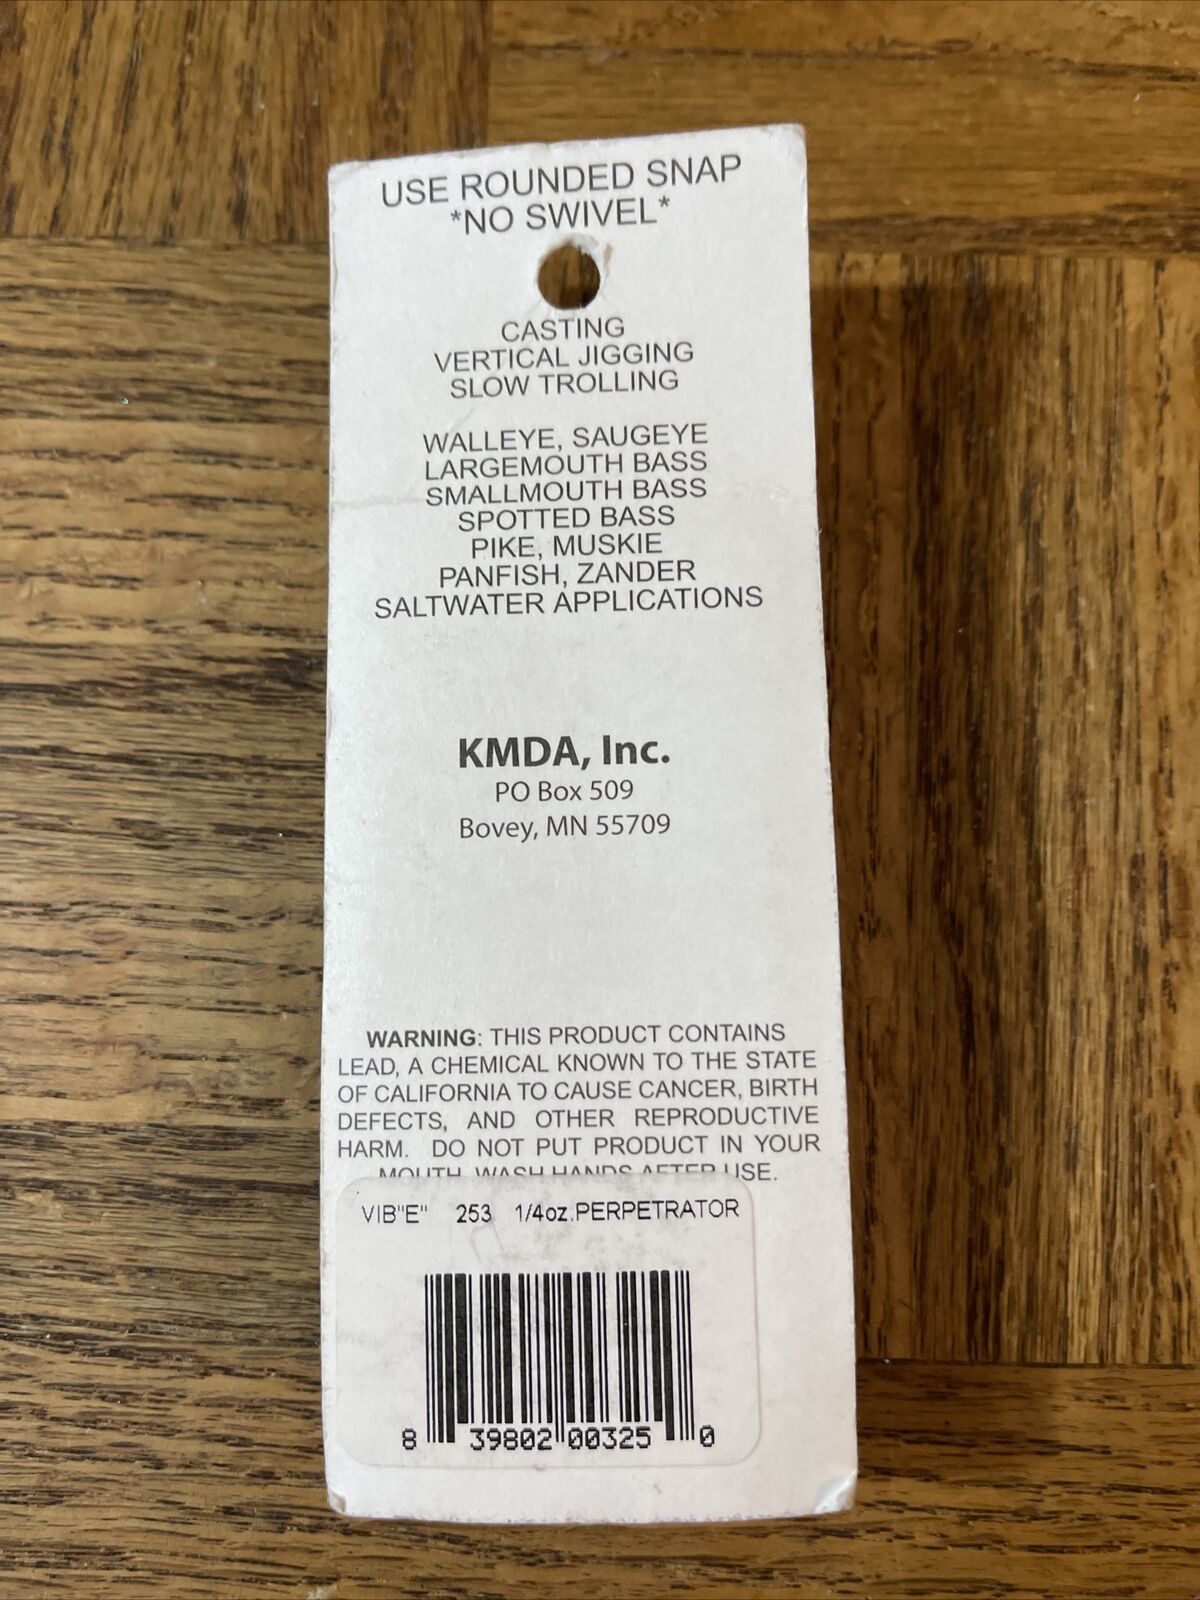 USE ROUNDED SNAP
*NO SWIVEL*
CASTING
VERTICAL JIGGING
SLOW TROLLING
WALLEYE, SAUGEYE
LARGEMOUTH BASS
SMALLMOUTH BASS
SPOTTED BASS
PIKE, MUSKIE
PANFISH, ZANDER
SALTWATER APPLICATIONS
KMDA, Inc.
PO Box 509
Bovey, MN 55709
WARNING: THIS PRODUCT CONTAINS
LEAD, A CHEMICAL KNOWN TO THE STATE
OF CALIFORNIA TO CAUSE CANCER, BIRTH
DEFECTS, AND OTHER REPRODUCTIVE
HARM. DO NOT PUT PRODUCT IN YOUR
MOUTH. WASH HANDS AFTER USE.
VIB"E" 253 1/4oz.PERPETRATOR
8 39802 00325 0